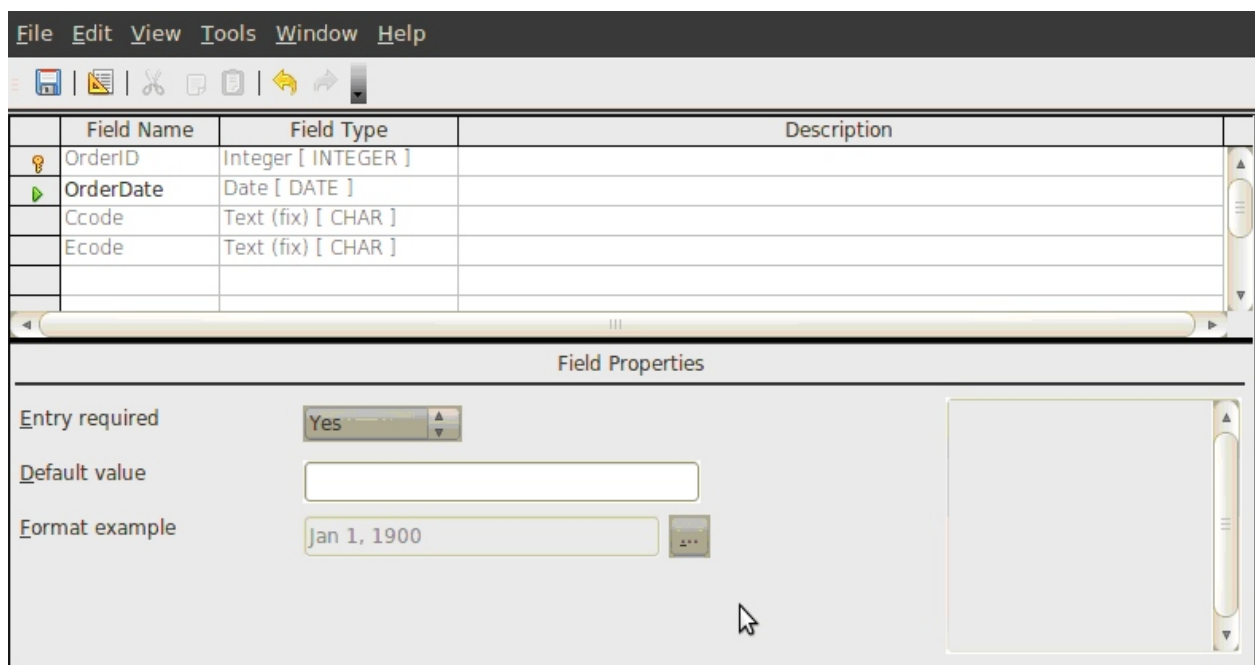 File Edit View Tools Window Help
Field Name Field Type Description
OrderID Integer [ INTEGER ]
OrderDate Date [ DATE ]
Ccode Text (fix) [ CHAR ]
Ecode Text (fix) [ CHAR ]
Field Properties
Entry required Yes
Default value
Format example Jan 1, 1900 ...